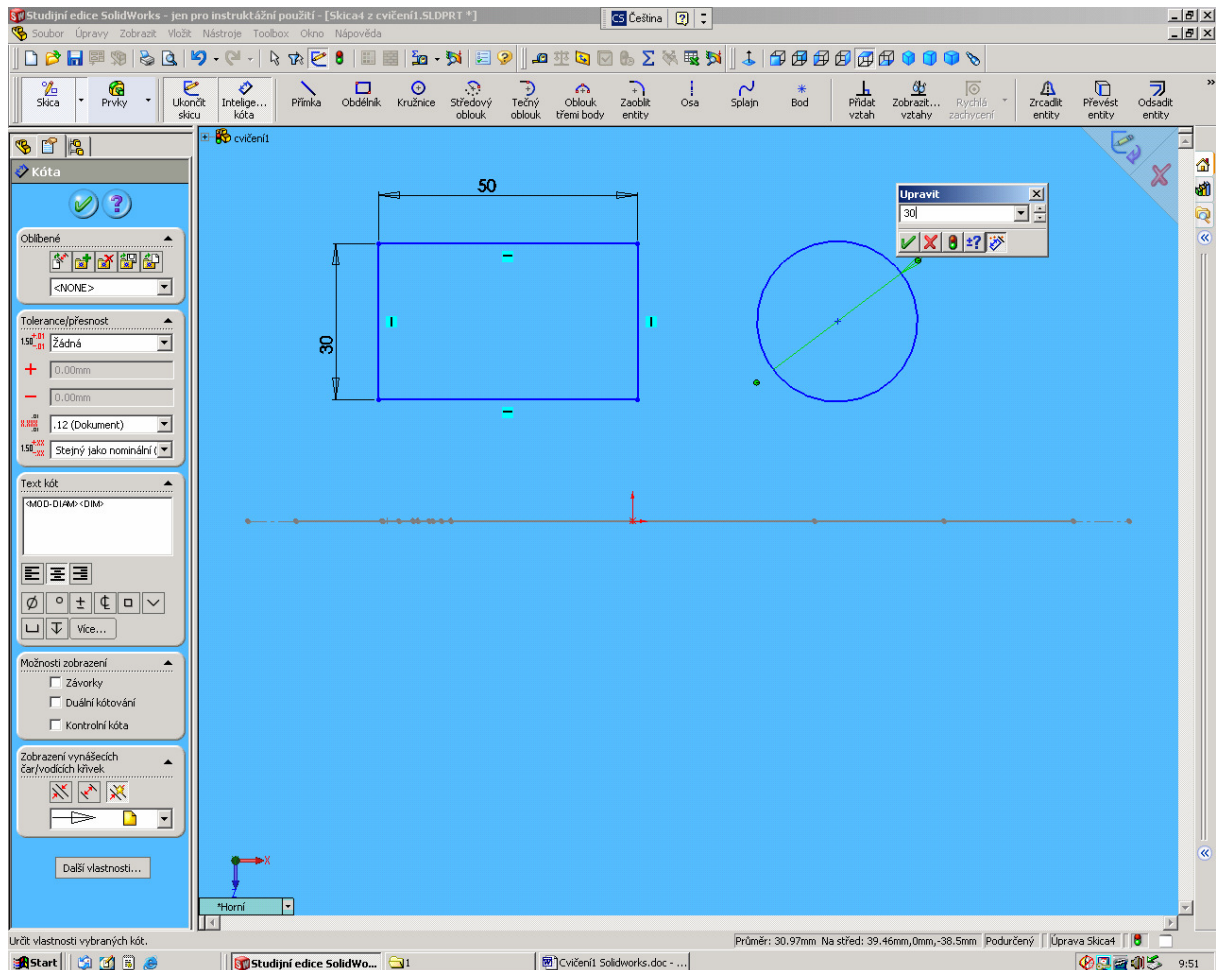 Studijní edice SolidWorks - jen pro instruktážní použití - [Skica4 z cvičení1.SLDPRT *]
CS Čeština
Soubor Úpravy Zobrazit Vložit Nástroje Toolbox Okno Nápověda
Skica
Prvky
Ukončit skicu
Intelige... kóta
Přímka
Obdélník
Kružnice
Středový oblouk
Tečný oblouk
Oblouk třemi body
Zaoblit entity
Osa
Splajn
Bod
Přidat vztah
Zobrazit... vztahy
Rychlá zachycení
Zrcadlit entity
Převést entity
Odsadit entity
cvičení1
Kóta
Oblíbené
<NONE>
Tolerance/přesnost
Žádná
0.00mm
0.00mm
.12 (Dokument)
Stejný jako nominální (
Text kót
<MOD-DIAM><DIM>
Více...
Možnosti zobrazení
Závorky
Duální kótování
Kontrolní kóta
Zobrazení vynášecích
čar/vodících křivek
Další vlastnosti...
50
30
Upravit
30
X
Z
*Horní
Určit vlastnosti vybraných kót.
Průměr: 30.97mm Na střed: 39.46mm,0mm,-38.5mm Podurčený Úprava Skica4
Start
Studijní edice SolidWo...
1
Cvičení1 Solidworks.doc - ...
9:51